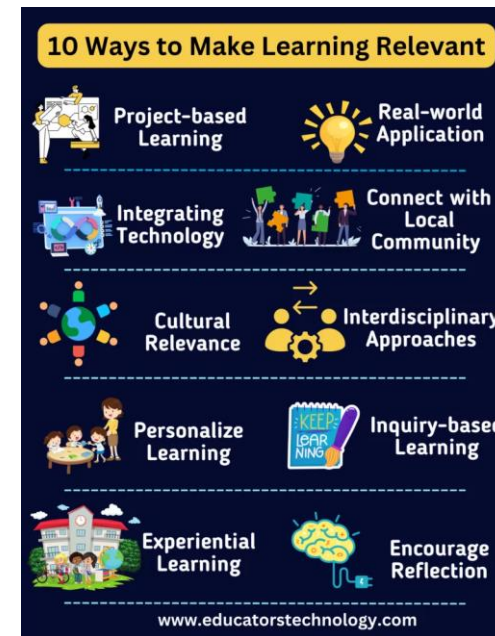 10 Ways to Make Learning Relevant
Project-based
Learning
Real-world
Application
Integrating
Technology
Connect with
Local
Community
Cultural
Relevance
Interdisciplinary
Approaches
Personalize
Learning
KEEP
LEAR
NING
Inquiry-based
Learning
Experiential
Learning
Encourage
Reflection
www.educatorstechnology.com